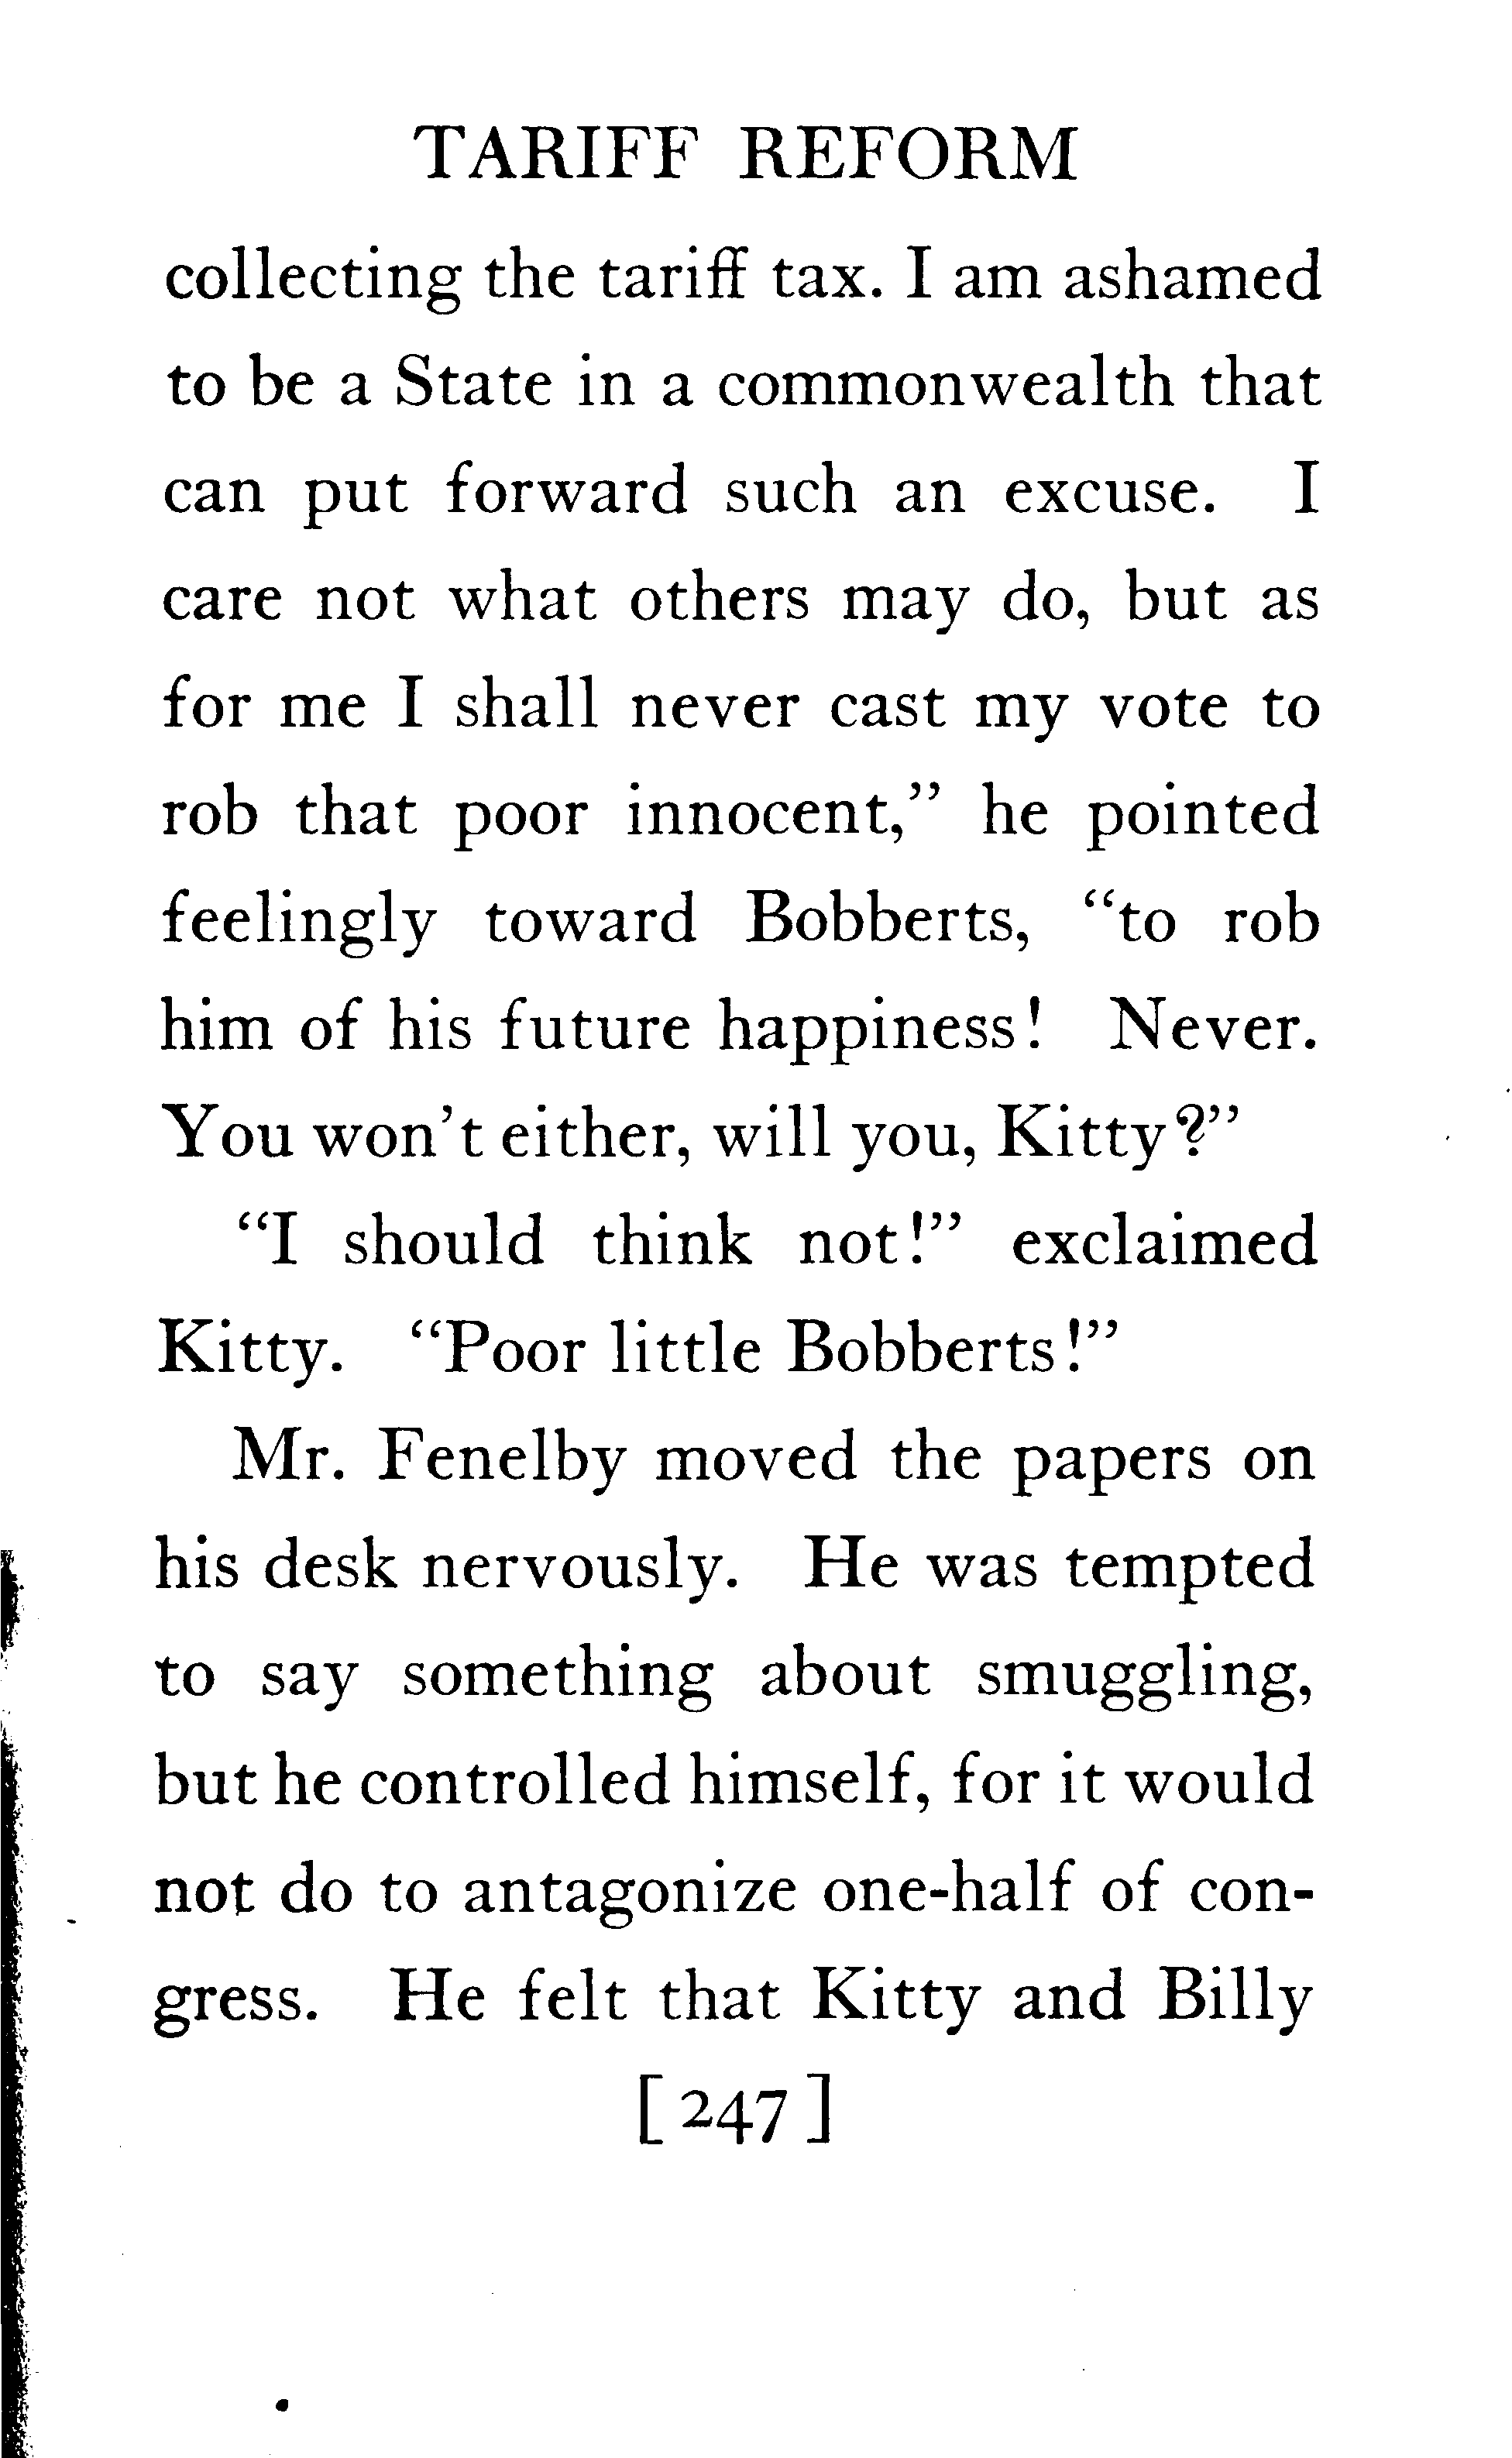 TARIFF REFORM
collecting the tariff tax. I am ashamed
to be a State in a commonwealth that
can put forward such an excuse. I
care not what others may do, but as
for me I shall never cast my vote to
rob that poor innocent,” he pointed
feelingly toward Bobberts, “to rob
him of his future happiness! Never.
You won’t either, will you, Kitty?”
“I should think not!” exclaimed
Kitty. “Poor little Bobberts!”
Mr. Fenelby moved the papers on
his desk nervously. He was tempted
to say something about smuggling,
but he controlled himself, for it would
not do to antagonize one-half of con-
gress. He felt that Kitty and Billy
[247]